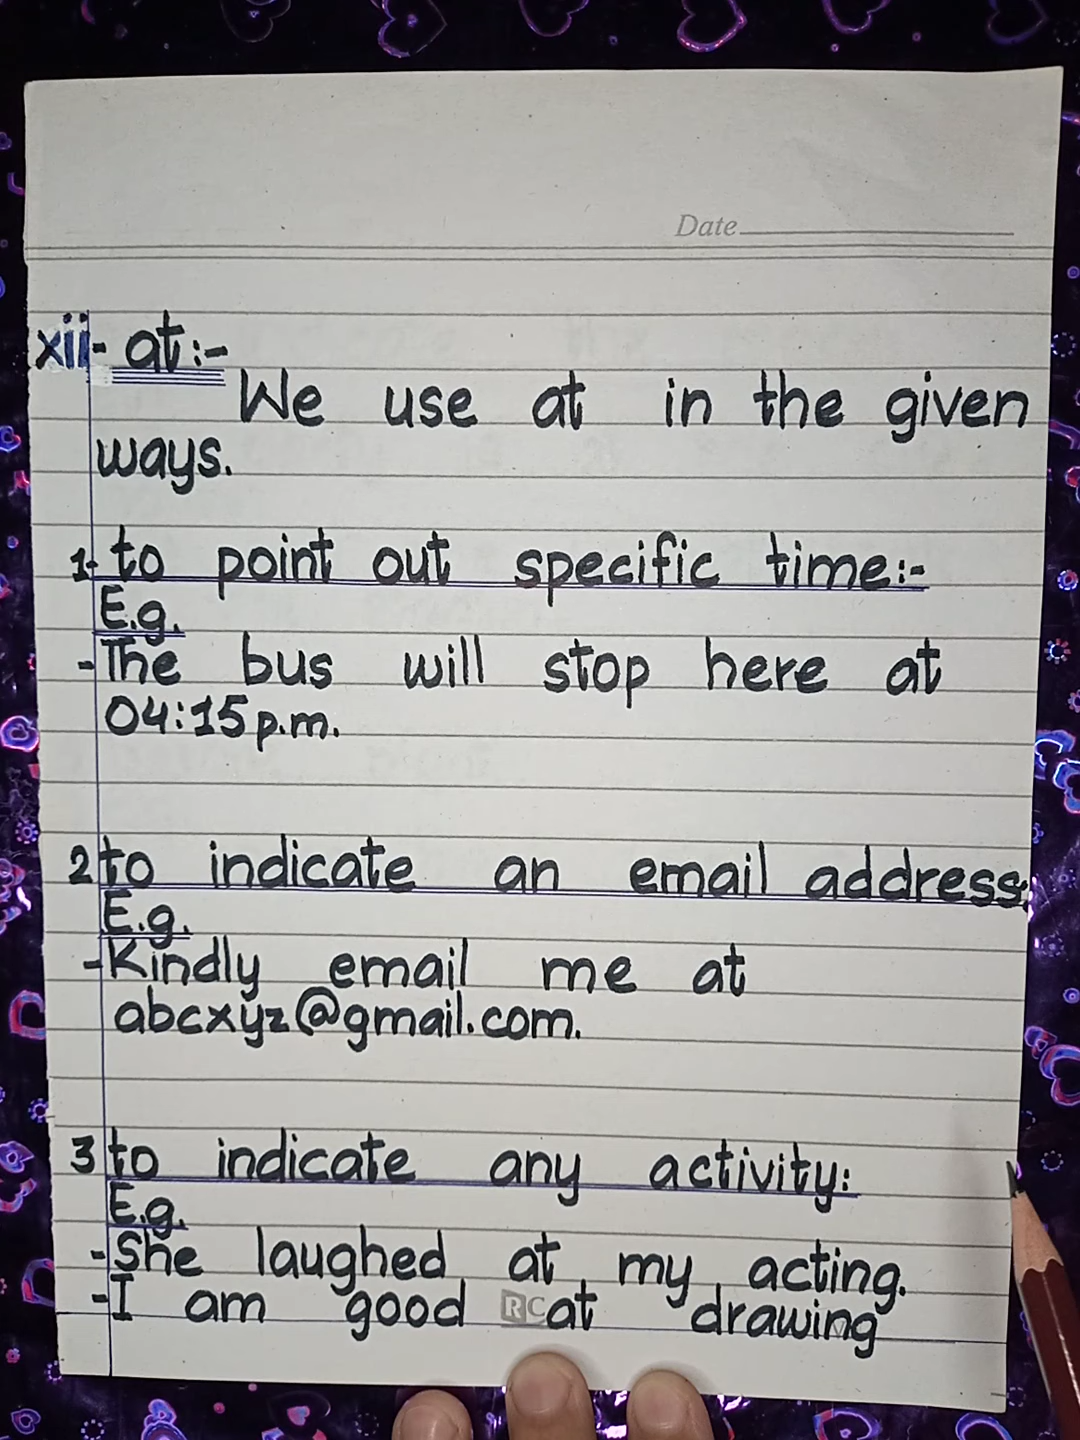 Date
xii- at:-
We use at in the given
ways.
1- to point out specific time:-
E.g.
-The bus will stop here at
04:15p.m.
2 to indicate an email address:
E.g.
-Kindly email me at
abcxyz@gmail.com.
3 to indicate any activity:
E.g.
-She laughed at my acting.
-I am good at drawing
RC